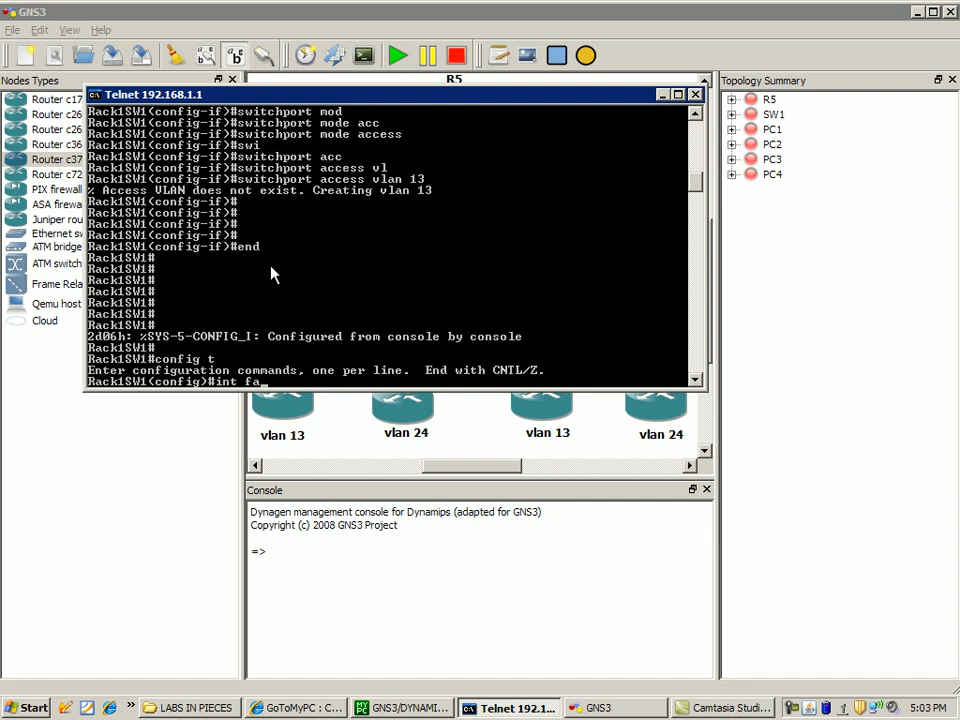 GNS3
File Edit View Help
Nodes Types
R5
Topology Summary
Router c17
Router c26
Router c26
Router c36
Router c37
Router c72
PIX firewall
ASA firewa
Juniper rou
Ethernet sw
ATM bridge
ATM switch
Frame Rela
Qemu host
Cloud
Telnet 192.168.1.1
Rack1SW1(config-if)#switchport mod
Rack1SW1(config-if)#switchport mode acc
Rack1SW1(config-if)#switchport mode access
Rack1SW1(config-if)#swi
Rack1SW1(config-if)#switchport acc
Rack1SW1(config-if)#switchport access vl
Rack1SW1(config-if)#switchport access vlan 13
% Access VLAN does not exist. Creating vlan 13
Rack1SW1(config-if)#
Rack1SW1(config-if)#
Rack1SW1(config-if)#
Rack1SW1(config-if)#
Rack1SW1(config-if)#end
Rack1SW1#
Rack1SW1#
Rack1SW1#
Rack1SW1#
Rack1SW1#
Rack1SW1#
Rack1SW1#
2d06h: %SYS-5-CONFIG_I: Configured from console by console
Rack1SW1#
Rack1SW1#config t
Enter configuration commands, one per line.  End with CNTL/Z.
Rack1SW1(config)#int fa_
R5
SW1
PC1
PC2
PC3
PC4
vlan 13
vlan 24
vlan 13
vlan 24
Console
Dynagen management console for Dynamips (adapted for GNS3)
Copyright (c) 2008 GNS3 Project
=>
Start
LABS IN PIECES
GoToMyPC : C...
GNS3/DYNAMI...
Telnet 192.1...
GNS3
Camtasia Studi...
5:03 PM